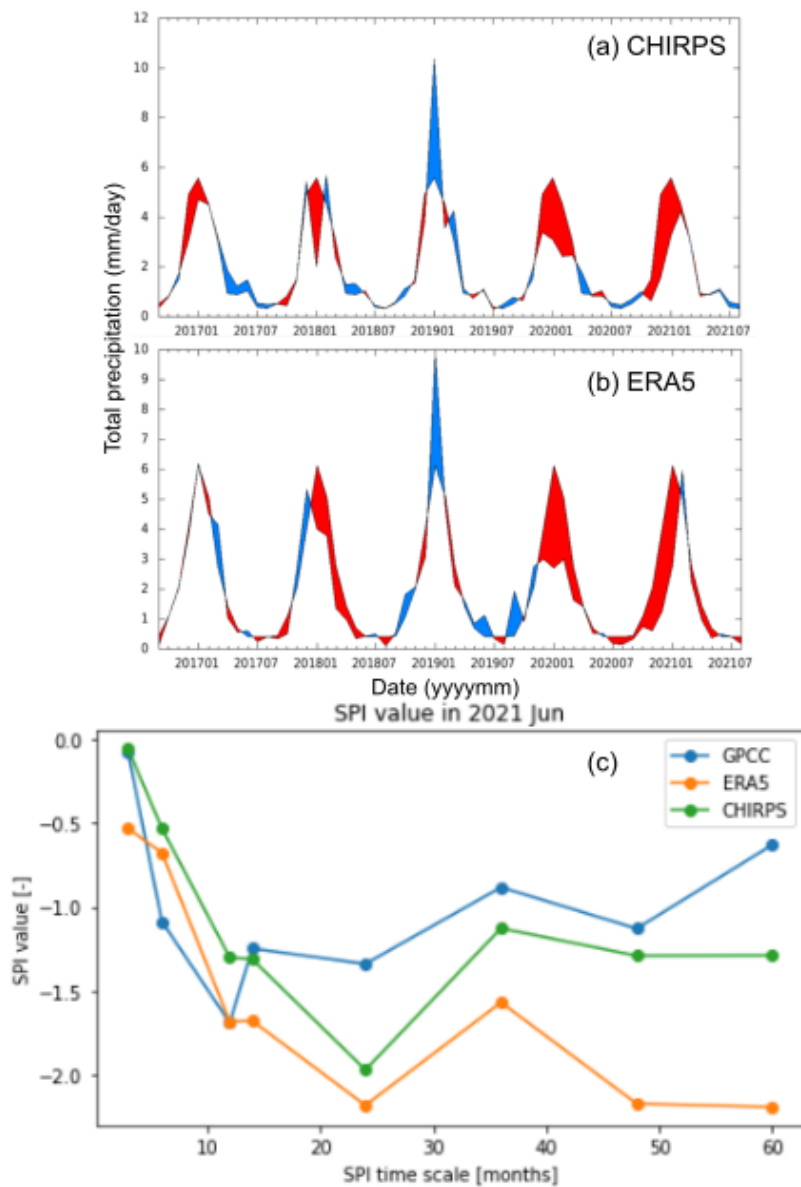 (a) CHIRPS
12
10
8
6
4
2
0
201701 201707 201801 201807 201901 201907 202001 202007 202101 202107
Total precipitation (mm/day)
(b) ERA5
10
9
8
7
6
5
4
3
2
1
0
201701 201707 201801 201807 201901 201907 202001 202007 202101 202107
Date (yyyymm)
SPI value in 2021 Jun
(c)
GPCC
ERA5
CHIRPS
0.0
−0.5
−1.0
−1.5
−2.0
SPI value [-]
10 20 30 40 50 60
SPI time scale [months]